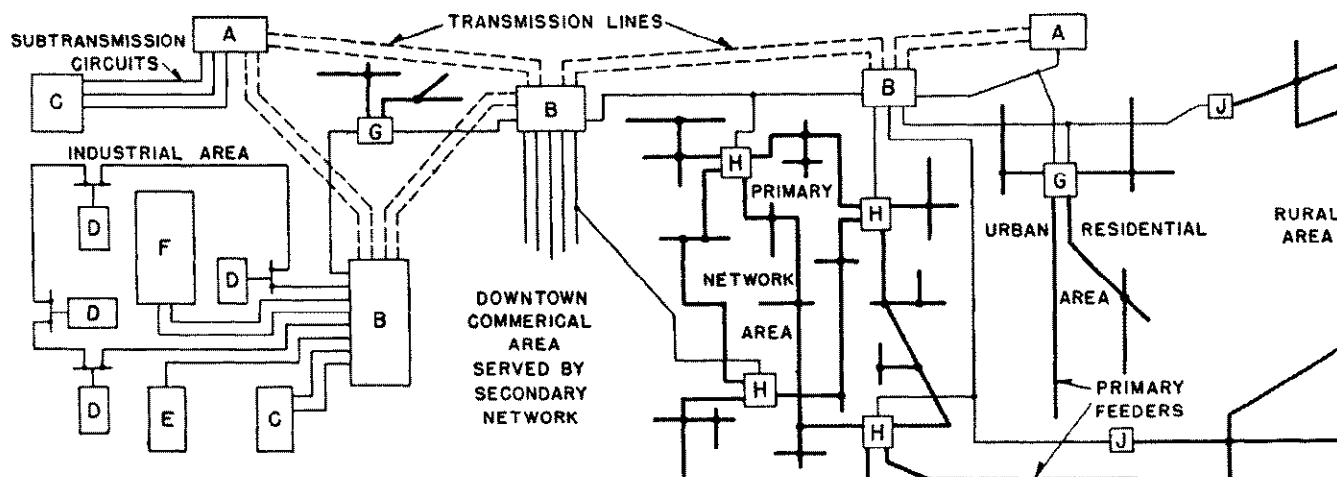 A
TRANSMISSION LINES
A
SUBTRANSMISSION
CIRCUITS
C
B
B
J
G
INDUSTRIAL AREA
H
PRIMARY
G
D
F
H
URBAN
RESIDENTIAL
RURAL
AREA
D
NETWORK
D
B
DOWNTOWN
COMMERICAL
AREA
SERVED BY
SECONDARY
NETWORK
AREA
AREA
H
PRIMARY
FEEDERS
D
E
C
H
J